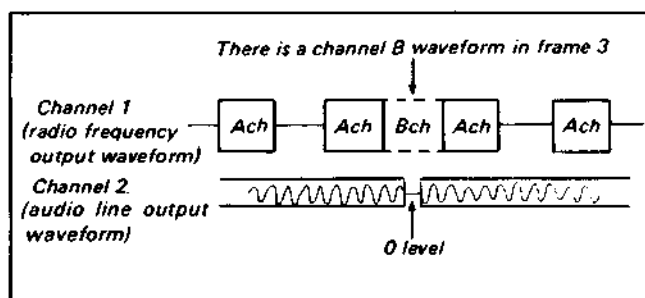 There is a channel B waveform in frame 3
Channel 1
(radio frequency
output waveform)
Ach Ach Bch Ach Ach
Channel 2.
(audio line output
waveform)
0 level